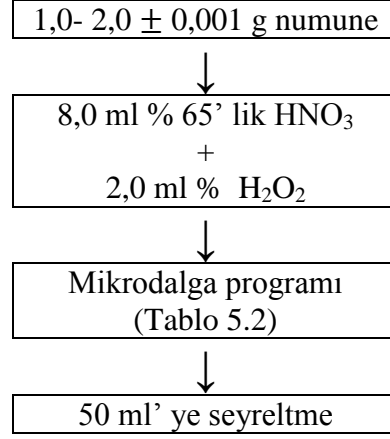 1,0- 2,0 ± 0,001 g numune
8,0 ml % 65’ lik HNO₃
+
2,0 ml % H₂O₂
Mikrodalga programı
(Tablo 5.2)
50 ml’ ye seyreltme